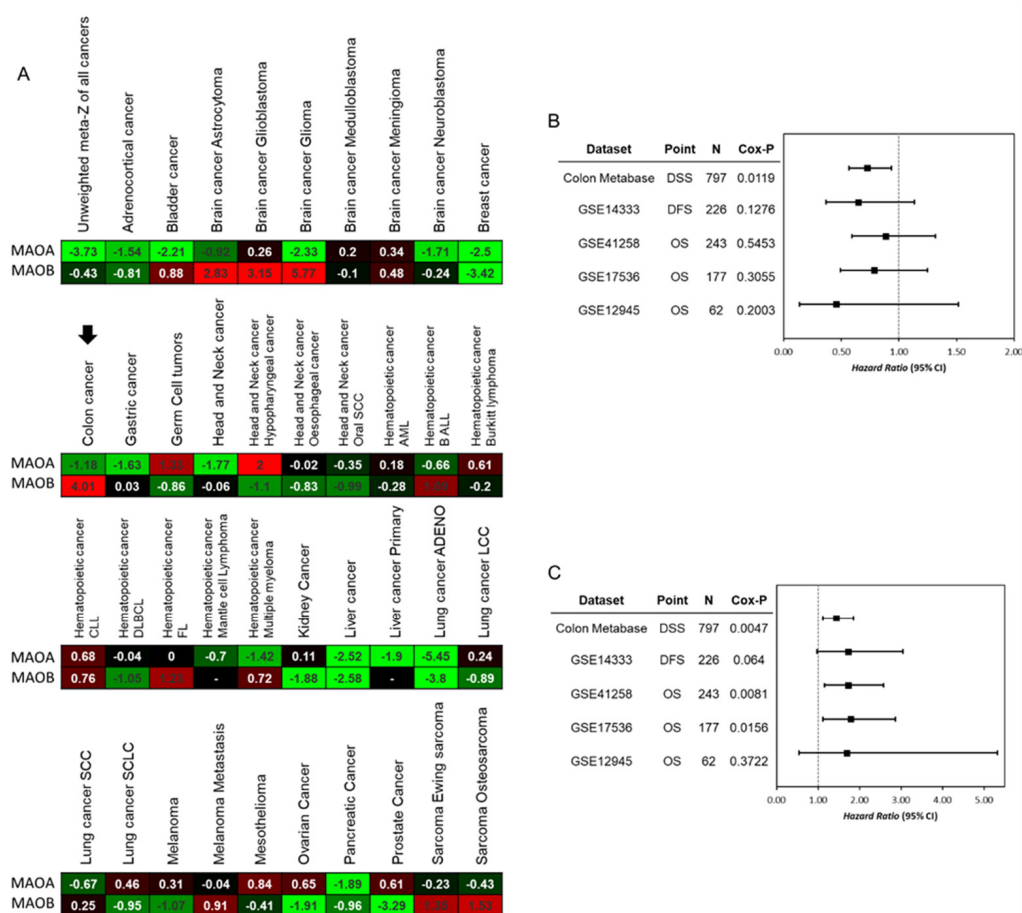 A
Unweighted meta-Z of all cancers
Adrenocortical cancer
Bladder cancer
Brain cancer Astrocytoma
Brain cancer Glioblastoma
Brain cancer Glioma
Brain cancer Medulloblastoma
Brain cancer Meningioma
Brain cancer Neuroblastoma
Breast cancer
MAOA -3.73 -1.54 -2.21 -0.92 0.26 -2.33 0.2 0.34 -1.71 -2.5
MAOB -0.43 -0.81 0.88 2.83 3.15 5.77 -0.1 0.48 -0.24 -3.42
Colon cancer
Gastric cancer
Germ Cell tumors
Head and Neck cancer
Head and Neck cancer
Hypopharyngeal cancer
Head and Neck cancer
Oesophageal cancer
Head and Neck cancer
Oral SCC
Hematopoietic cancer
AML
Hematopoietic cancer
B ALL
Hematopoietic cancer
Burkitt lymphoma
MAOA -1.18 -1.63 -1.77 2 -0.02 -0.35 0.18 -0.66 0.61
MAOB 4.01 0.03 -0.86 -0.06 -1.1 -0.83 -0.99 -0.28 -0.2
Hematopoietic cancer
CLL
Hematopoietic cancer
DLBCL
Hematopoietic cancer
FL
Hematopoietic cancer
Mantle cell Lymphoma
Hematopoietic cancer
Multiple myeloma
Kidney Cancer
Liver cancer
Liver cancer Primary
Lung cancer ADENO
Lung cancer LCC
MAOA 0.68 -0.04 0 -0.7 -1.42 0.11 -2.52 -1.9 -5.45 0.24
MAOB 0.76 -1.05 - 0.72 -1.88 -2.58 - -3.8 -0.89
Lung cancer SCC
Lung cancer SCLC
Melanoma
Melanoma Metastasis
Mesothelioma
Ovarian Cancer
Pancreatic Cancer
Prostate Cancer
Sarcoma Ewing sarcoma
Sarcoma Osteosarcoma
MAOA -0.67 0.46 0.31 -0.04 0.84 0.65 -1.89 0.61 -0.23 -0.43
MAOB 0.25 -0.95 -1.07 0.91 -0.41 -1.91 -0.96 -3.29 1.53
B
Dataset Point N Cox-P
Colon Metabase DSS 797 0.0119
GSE14333 DFS 226 0.1276
GSE41258 OS 243 0.5453
GSE17536 OS 177 0.3055
GSE12945 OS 62 0.2003
0.00 0.50 1.00 1.50 2.00
Hazard Ratio (95% CI)
C
Dataset Point N Cox-P
Colon Metabase DSS 797 0.0047
GSE14333 DFS 226 0.064
GSE41258 OS 243 0.0081
GSE17536 OS 177 0.0156
GSE12945 OS 62 0.3722
0.00 1.00 2.00 3.00 4.00 5.00
Hazard Ratio (95% CI)